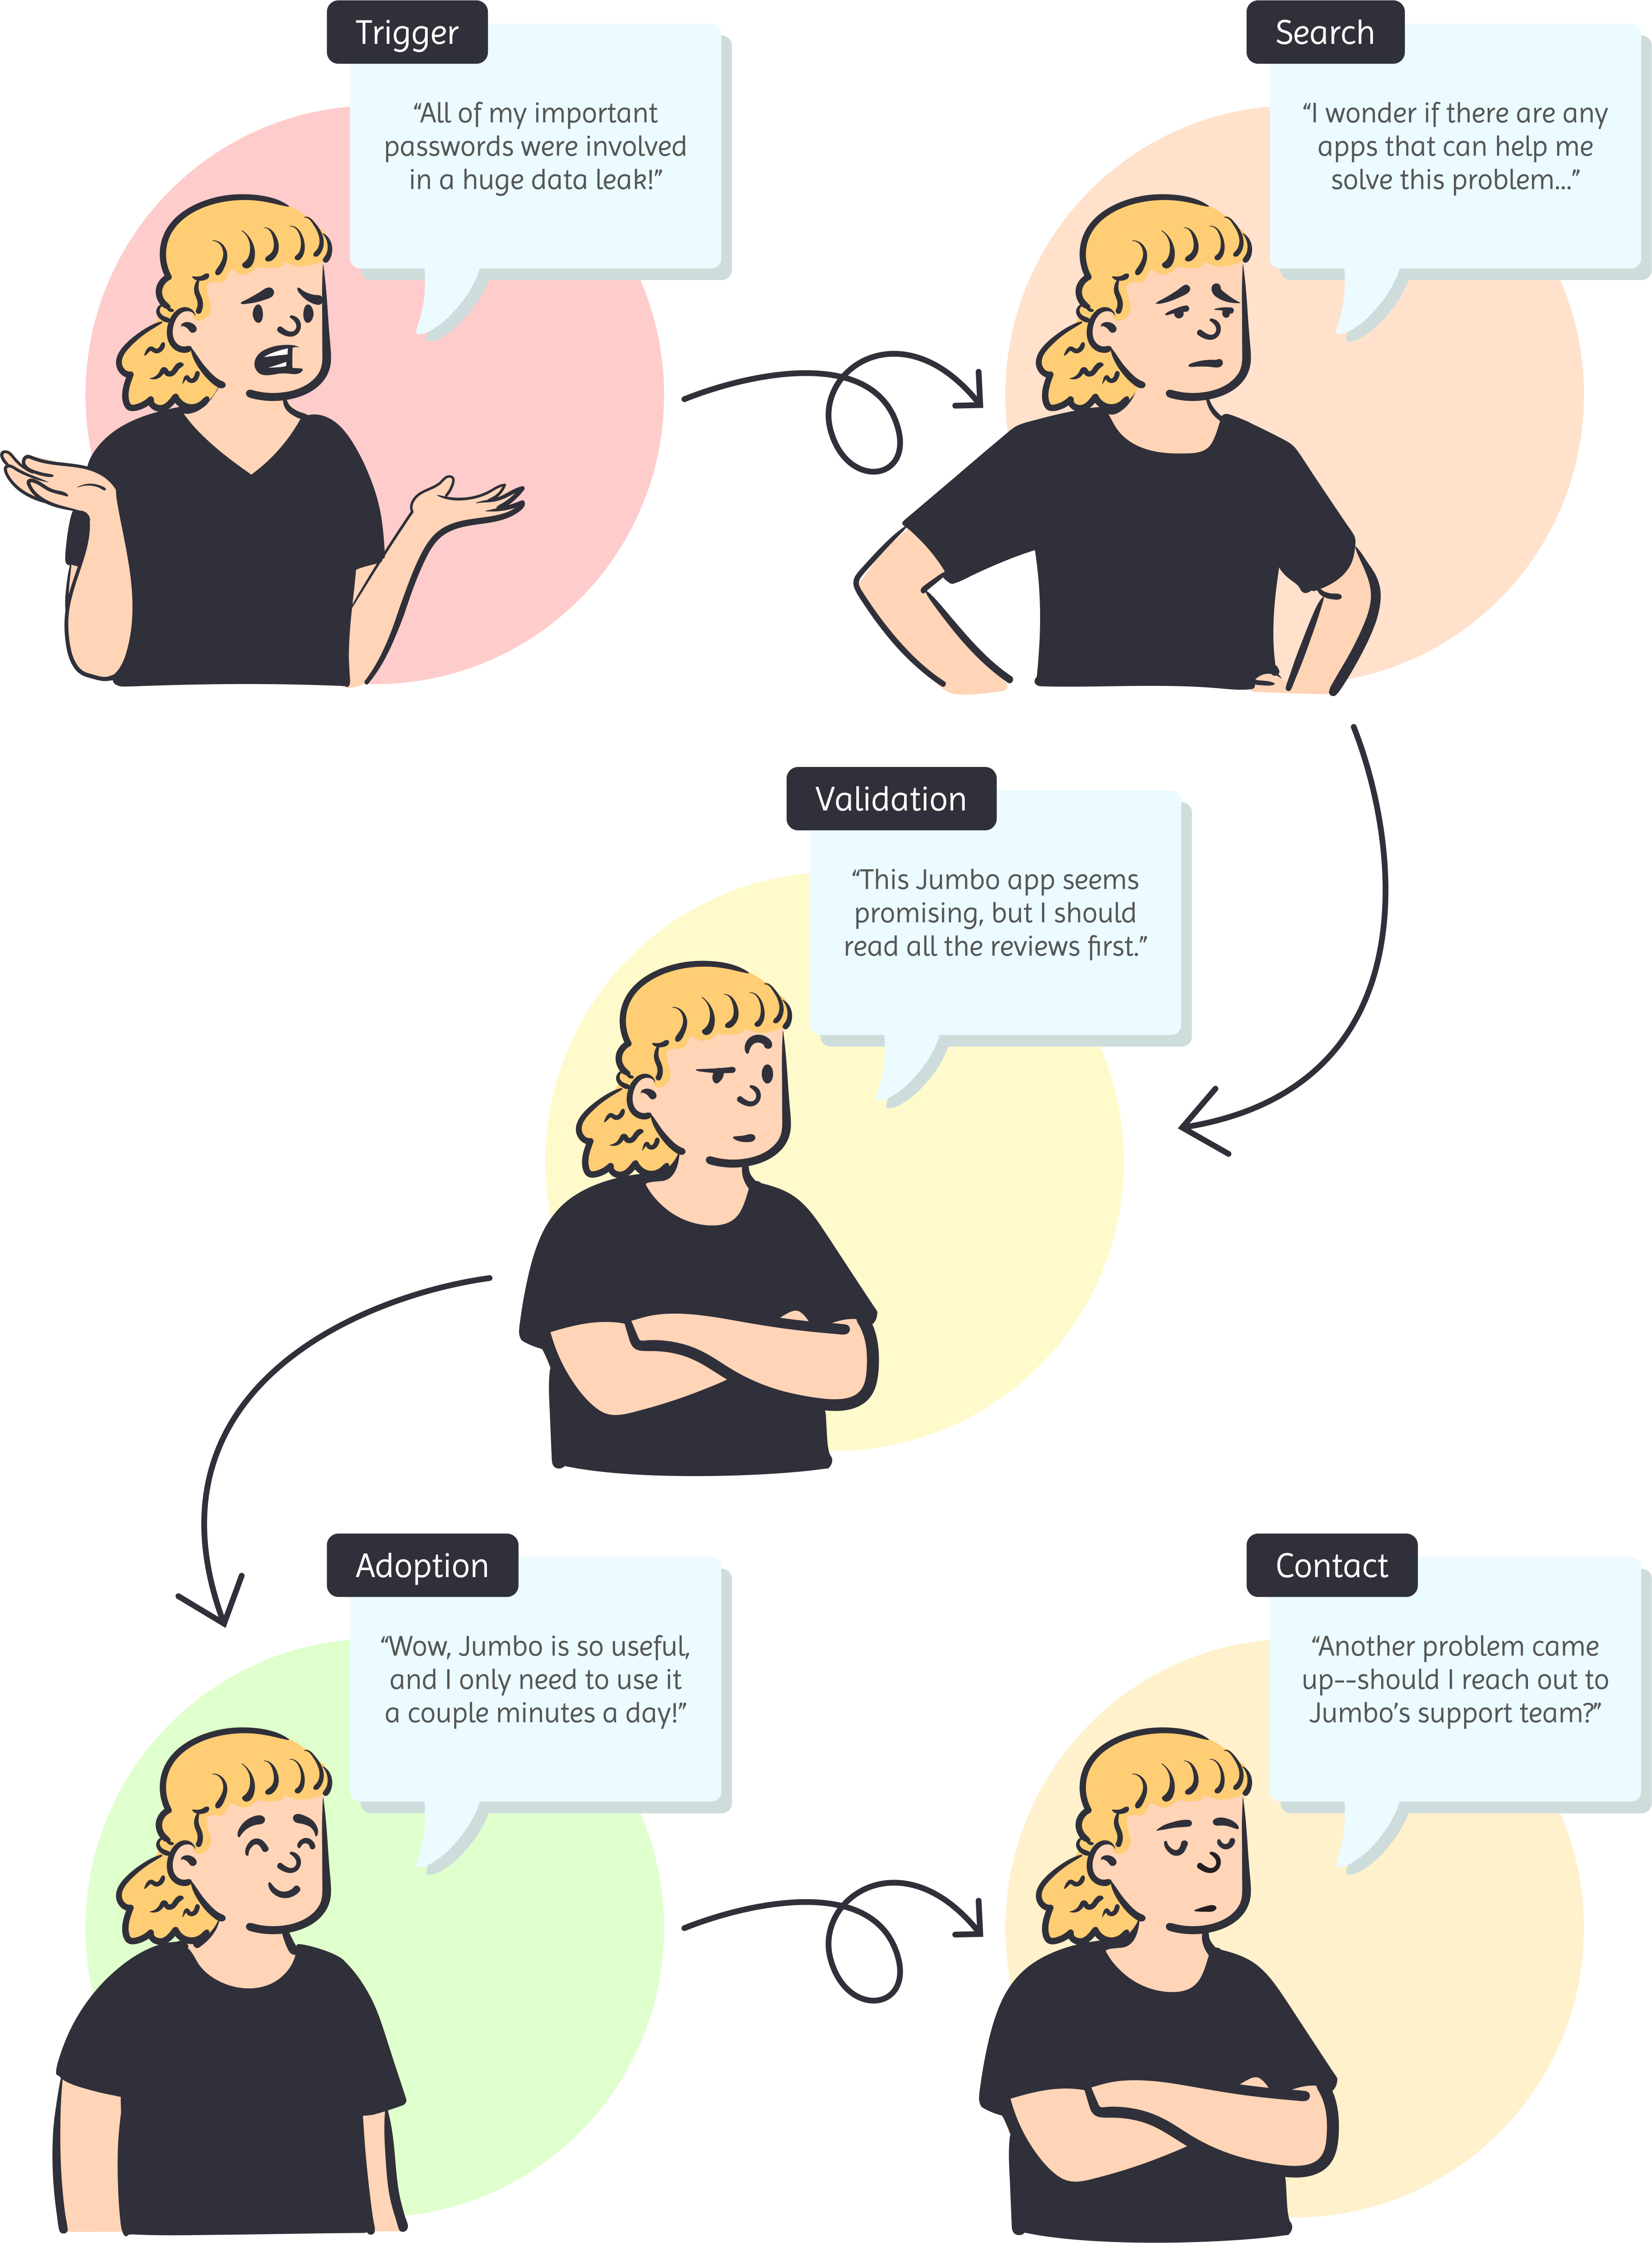 Trigger
“All of my important
passwords were involved
in a huge data leak!”
Search
“I wonder if there are any
apps that can help me
solve this problem...”
Validation
“This Jumbo app seems
promising, but I should
read all the reviews first.”
Adoption
“Wow, Jumbo is so useful,
and I only need to use it
a couple minutes a day!”
Contact
“Another problem came
up--should I reach out to
Jumbo’s support team?”